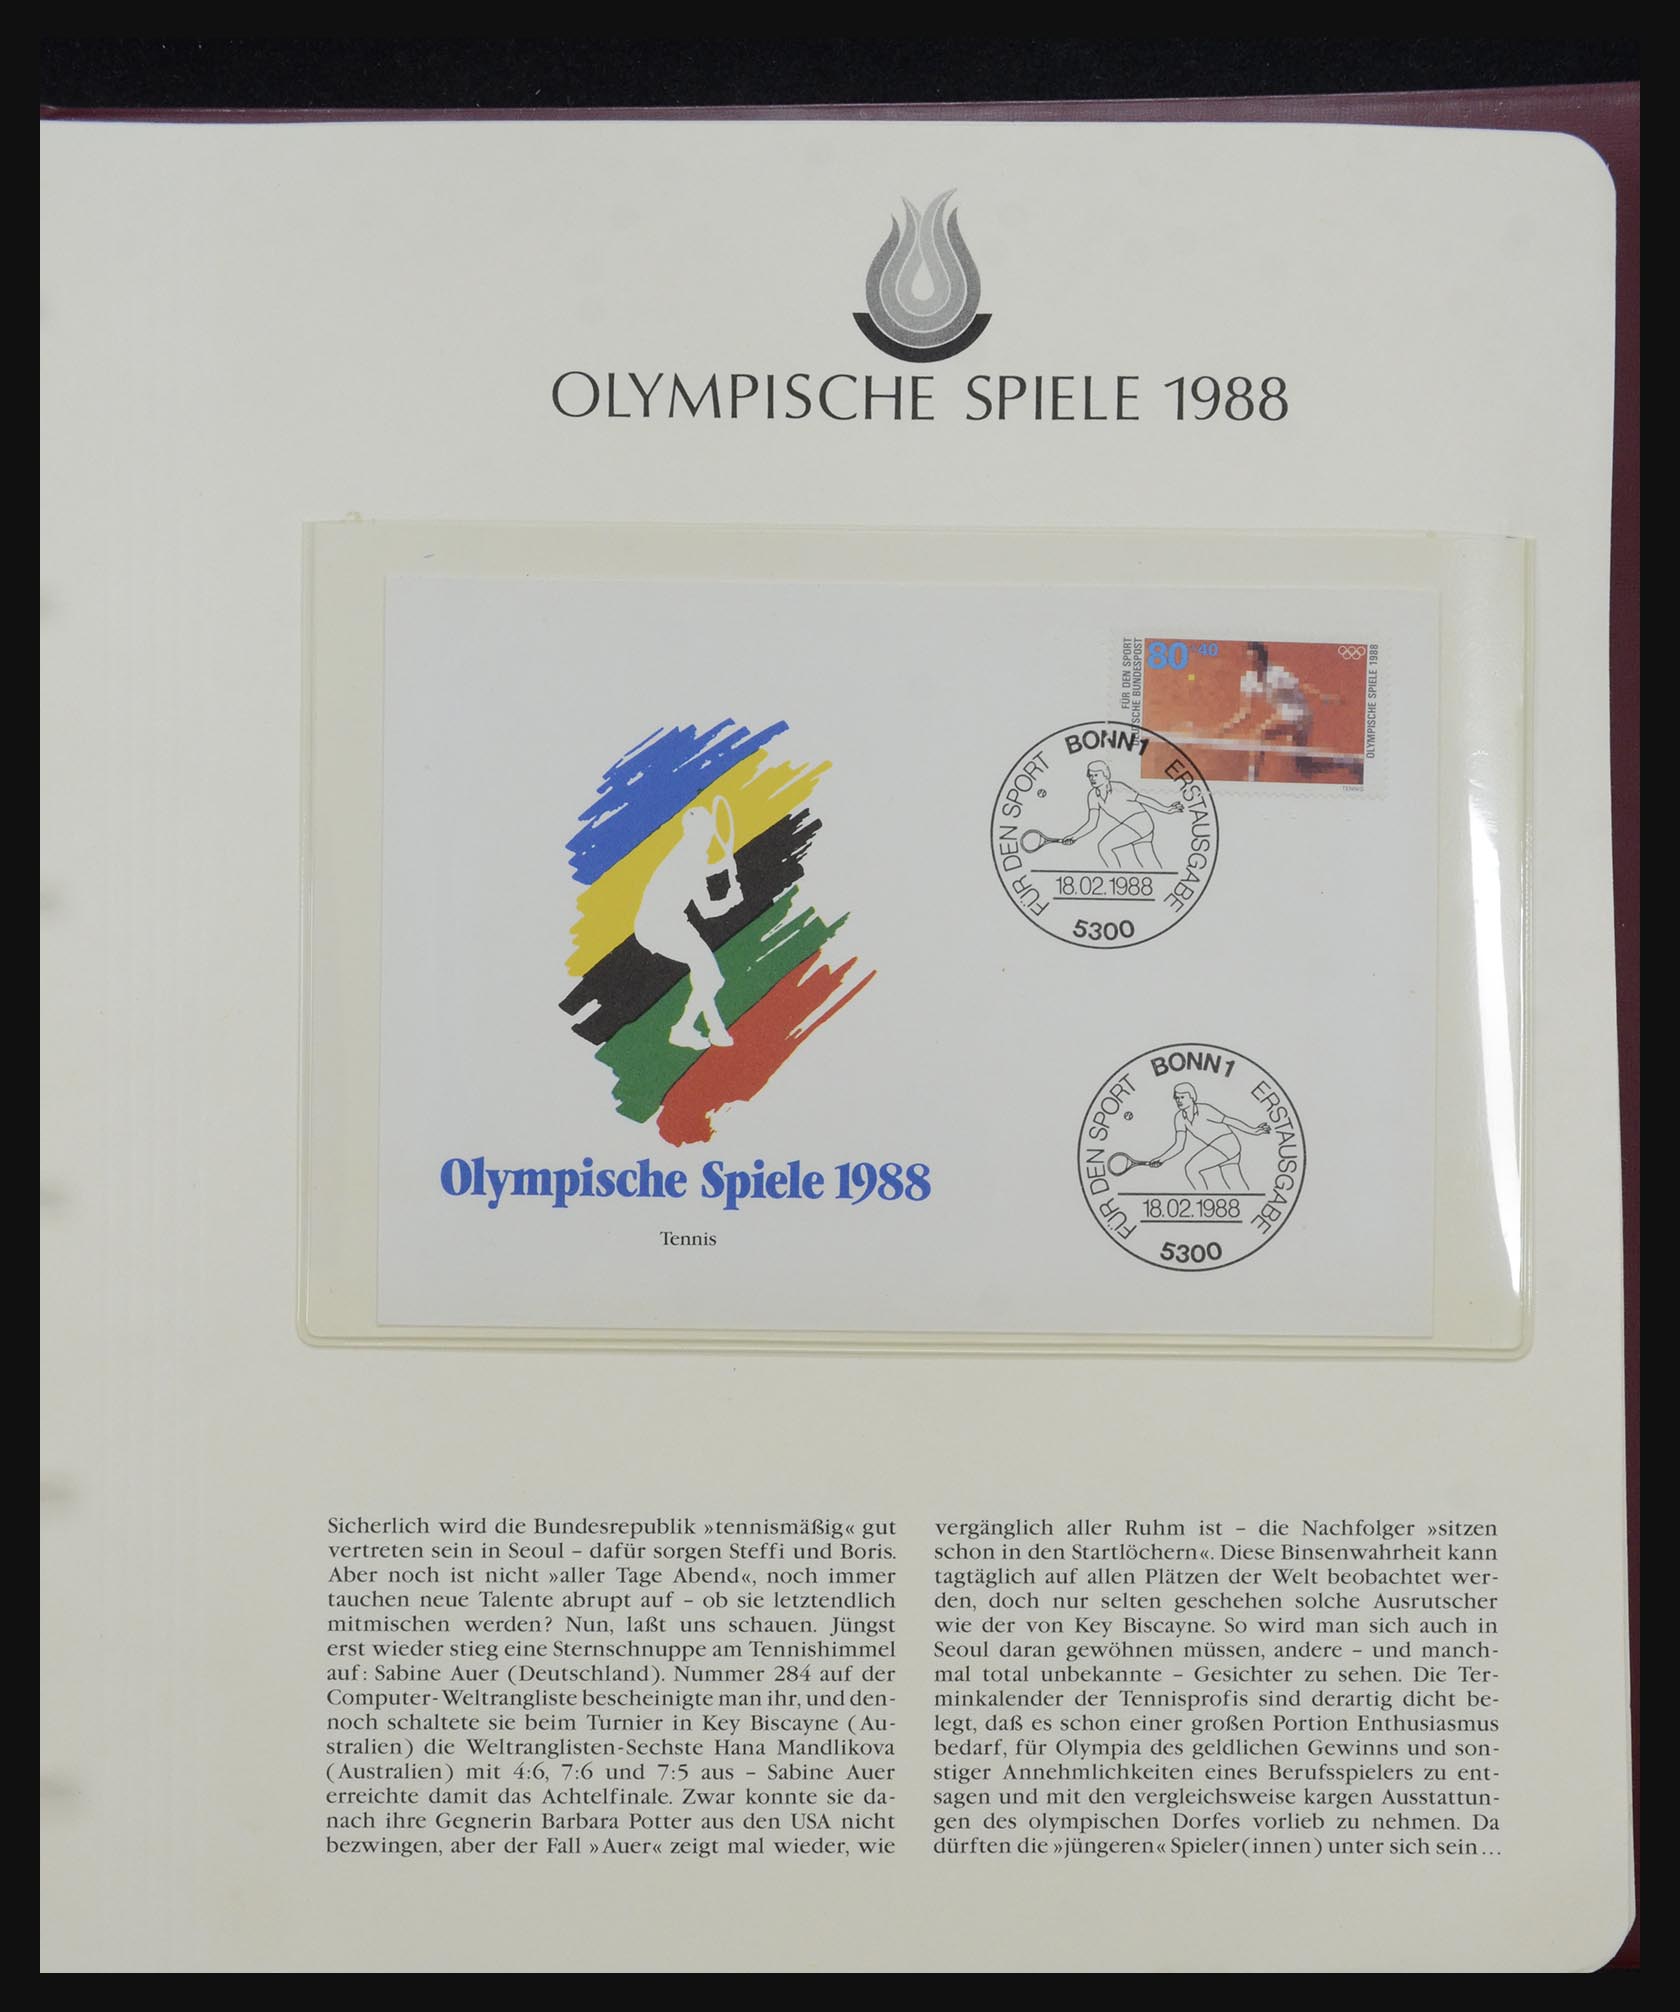 OLYMPISCHE SPIELE 1988
FÜR DEN SPORT
DEUTSCHE BUNDESPOST
80+40
OLYMPISCHE SPIELE 1988
TENNIS
BONN 1
FÜR DEN SPORT
ERSTAUSGABE
18.02.1988
5300
Olympische Spiele 1988
Tennis
BONN 1
FÜR DEN SPORT
ERSTAUSGABE
18.02.1988
5300
Sicherlich wird die Bundesrepublik »tennismäßig« gut
vertreten sein in Seoul – dafür sorgen Steffi und Boris.
Aber noch ist nicht »aller Tage Abend«, noch immer
tauchen neue Talente abrupt auf – ob sie letztendlich
mitmischen werden? Nun, laßt uns schauen. Jüngst
erst wieder stieg eine Sternschnuppe am Tennishimmel
auf: Sabine Auer (Deutschland). Nummer 284 auf der
Computer-Weltrangliste bescheinigte man ihr, und den-
noch schaltete sie beim Turnier in Key Biscayne (Au-
stralien) die Weltranglisten-Sechste Hana Mandlikova
(Australien) mit 4:6, 7:6 und 7:5 aus – Sabine Auer
erreichte damit das Achtelfinale. Zwar konnte sie da-
nach ihre Gegnerin Barbara Potter aus den USA nicht
bezwingen, aber der Fall »Auer« zeigt mal wieder, wie
vergänglich aller Ruhm ist – die Nachfolger »sitzen
schon in den Startlöchern«. Diese Binsenwahrheit kann
tagtäglich auf allen Plätzen der Welt beobachtet wer-
den, doch nur selten geschehen solche Ausrutscher
wie der von Key Biscayne. So wird man sich auch in
Seoul daran gewöhnen müssen, andere – und manch-
mal total unbekannte – Gesichter zu sehen. Die Ter-
minkalender der Tennisprofis sind derartig dicht be-
legt, daß es schon einer großen Portion Enthusiasmus
bedarf, für Olympia des geldlichen Gewinns und son-
stiger Annehmlichkeiten eines Berufsspielers zu ent-
sagen und mit den vergleichsweise kargen Ausstattun-
gen des olympischen Dorfes vorlieb zu nehmen. Da
dürften die »jüngeren« Spieler(innen) unter sich sein...